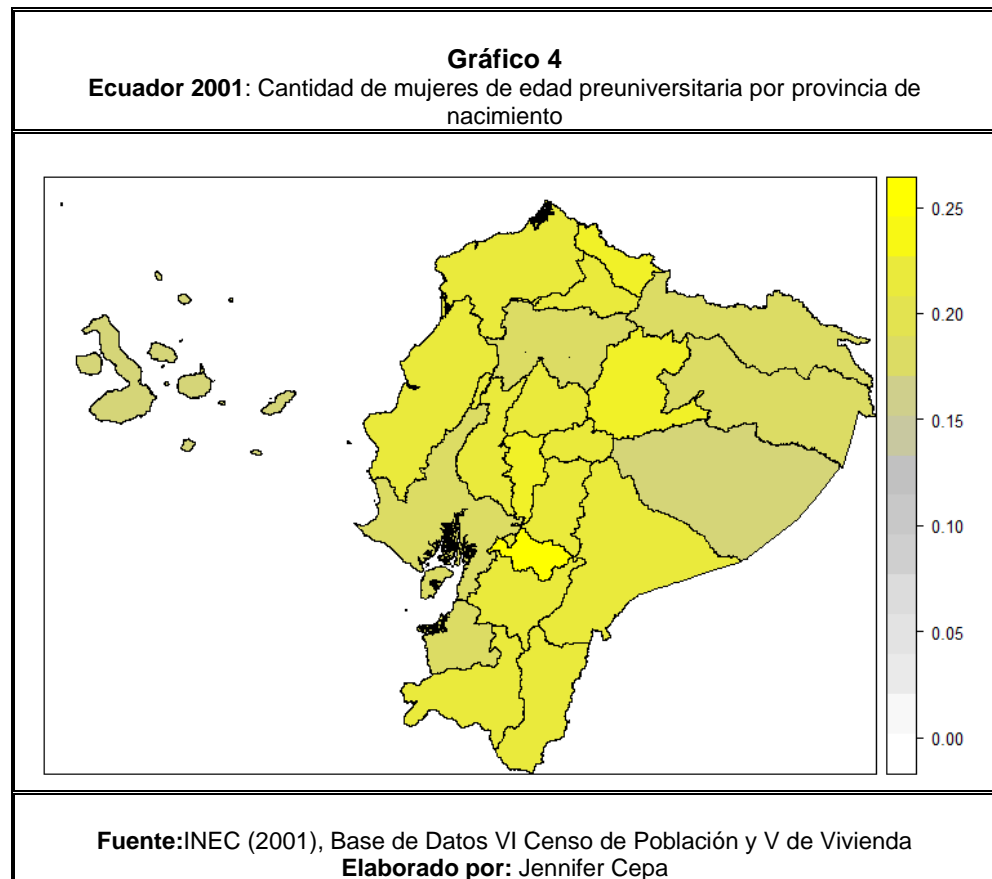 Gráfico 4
Ecuador 2001: Cantidad de mujeres de edad preuniversitaria por provincia de
nacimiento
0.25
0.20
0.15
0.10
0.05
0.00
Fuente:INEC (2001), Base de Datos VI Censo de Población y V de Vivienda
Elaborado por: Jennifer Cepa